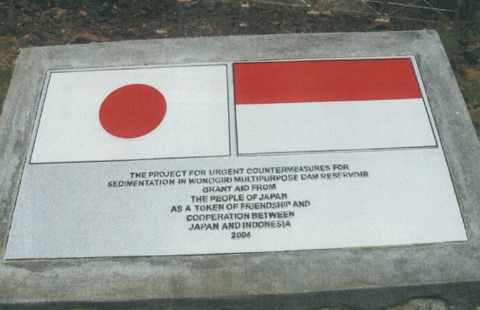 THE PROJECT FOR URGENT COUNTERMEASURES FOR
SEDIMENTATION IN WONOGIRI MULTIPURPOSE DAM RESERVOIR
GRANT AID FROM
THE PEOPLE OF JAPAN
AS A TOKEN OF FRIENDSHIP AND
COOPERATION BETWEEN
JAPAN AND INDONESIA
2004